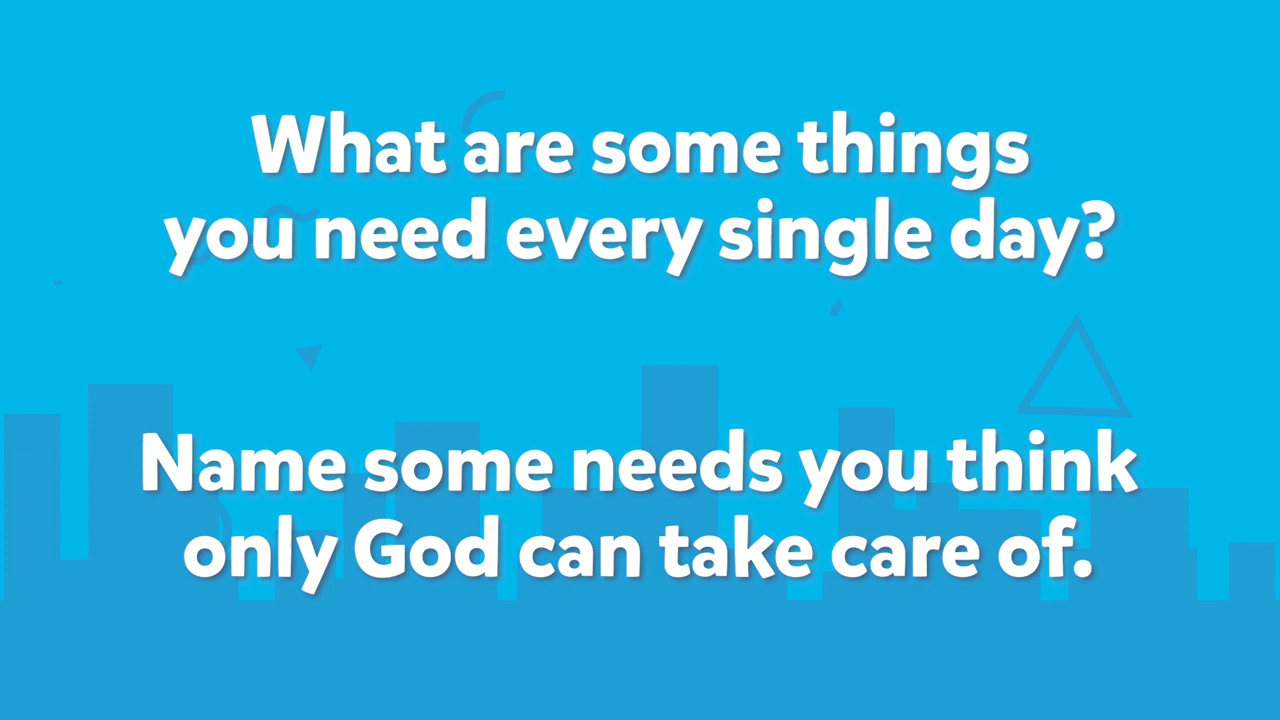 What are some things
you need every single day?
Name some needs you think
only God can take care of.